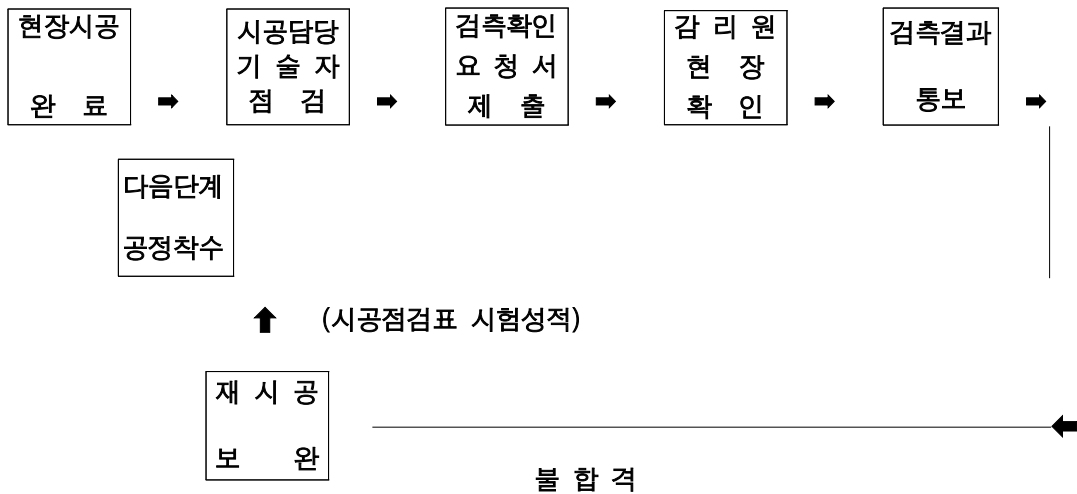 현장시공
완 료
시공담당
기 술 자
점 검
검측확인
요 청 서
제 출
감 리 원
현 장
확 인
검측결과
통보
다음단계
공정착수
(시공점검표 시험성적)
재 시 공
보 완
불 합 격